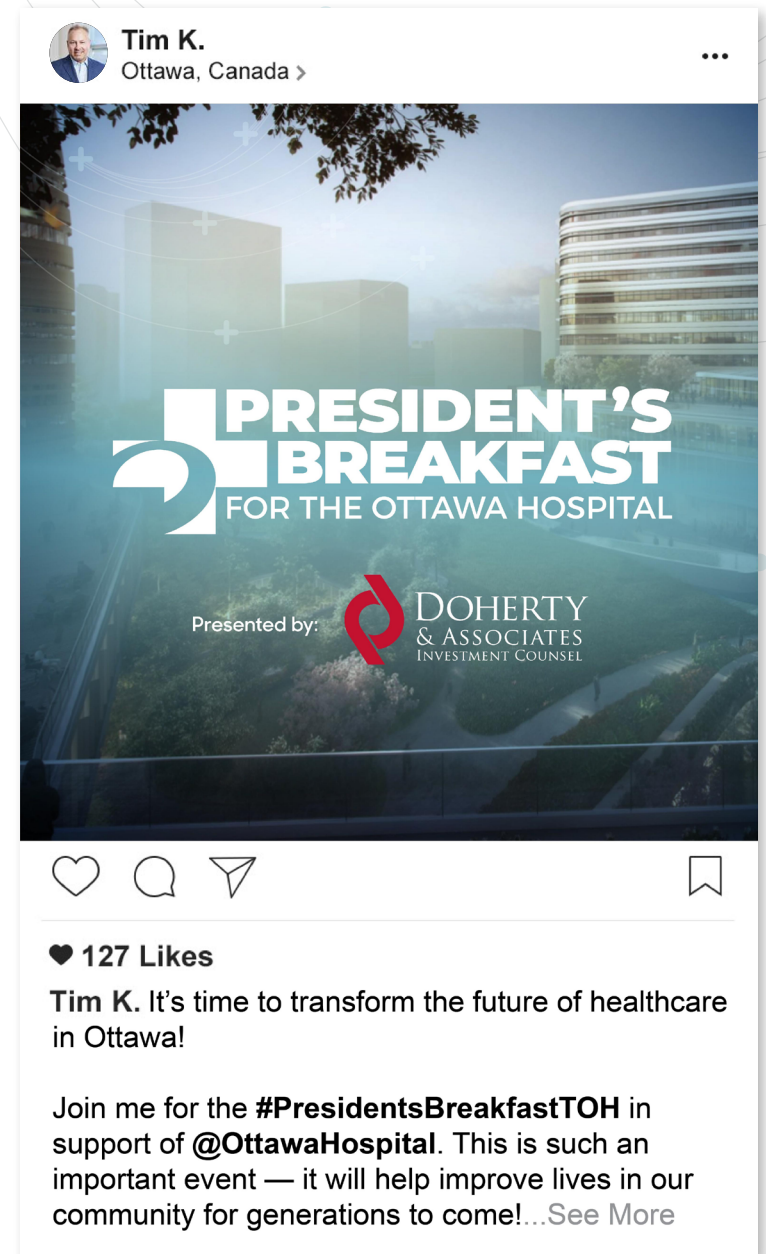 Tim K.
Ottawa, Canada >
PRESIDENT'S
BREAKFAST
FOR THE OTTAWA HOSPITAL
Presented by:
DOHERTY
& ASSOCIATES
INVESTMENT COUNSEL
127 Likes
Tim K. It’s time to transform the future of healthcare
in Ottawa!
Join me for the #PresidentsBreakfastTOH in
support of @OttawaHospital. This is such an
important event — it will help improve lives in our
community for generations to come!...See More